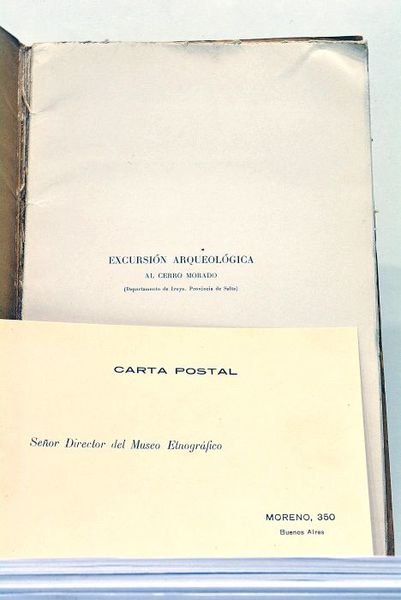 EXCURSIÓN ARQUEOLÓGICA
AL CERRO MORADO
(Departamento de Iruya. Provincia de Salta)
CARTA POSTAL
Señor Director del Museo Etnográfico
MORENO, 350
Buenos Aires